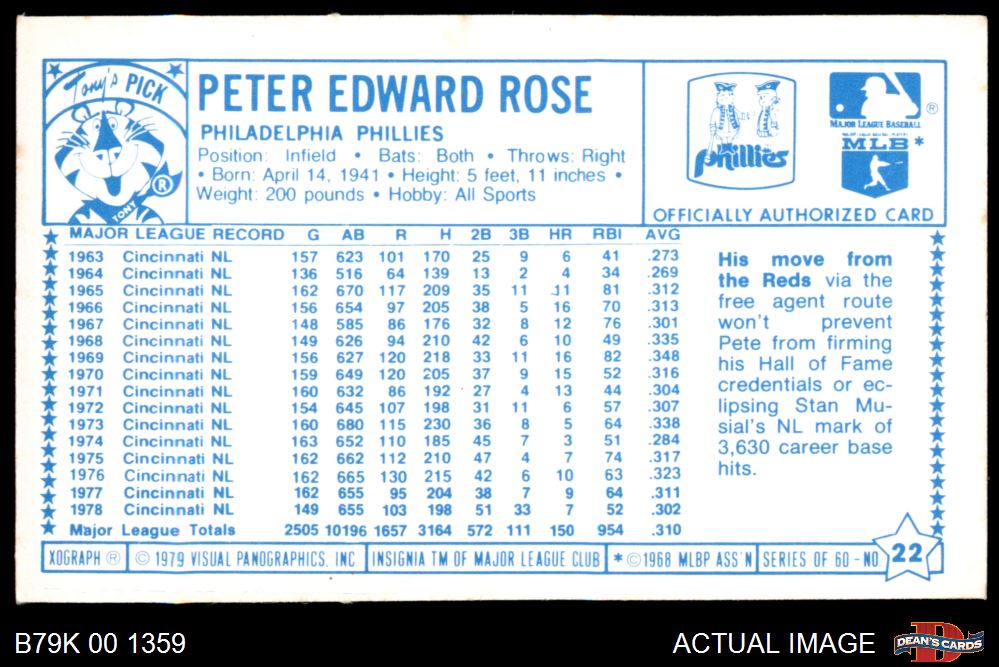 Tony's PICK
TONY
®
PETER EDWARD ROSE
PHILADELPHIA PHILLIES
Position: Infield • Bats: Both • Throws: Right
• Born: April 14, 1941 • Height: 5 feet, 11 inches •
Weight: 200 pounds • Hobby: All Sports
phillies
MAJOR LEAGUE BASEBALL ®
MLB *
OFFICIALLY AUTHORIZED CARD
MAJOR LEAGUE RECORD G AB R H 2B 3B HR RBI AVG
1963 Cincinnati NL 157 623 101 170 25 9 6 41 .273
1964 Cincinnati NL 136 516 64 139 13 2 4 34 .269
1965 Cincinnati NL 162 670 117 209 35 11 11 81 .312
1966 Cincinnati NL 156 654 97 205 38 5 16 70 .313
1967 Cincinnati NL 148 585 86 176 32 8 12 76 .301
1968 Cincinnati NL 149 626 94 210 42 6 10 49 .335
1969 Cincinnati NL 156 627 120 218 33 11 16 82 .348
1970 Cincinnati NL 159 649 120 205 37 9 15 52 .316
1971 Cincinnati NL 160 632 86 192 27 4 13 44 .304
1972 Cincinnati NL 154 645 107 198 31 11 6 57 .307
1973 Cincinnati NL 160 680 115 230 36 8 5 64 .338
1974 Cincinnati NL 163 652 110 185 45 7 3 51 .284
1975 Cincinnati NL 162 662 112 210 47 4 7 74 .317
1976 Cincinnati NL 162 665 130 215 42 6 10 63 .323
1977 Cincinnati NL 162 655 95 204 38 7 9 64 .311
1978 Cincinnati NL 149 655 103 198 51 33 7 52 .302
Major League Totals 2505 10196 1657 3164 572 111 150 954 .310
His move from
the Reds via the
free agent route
won't prevent
Pete from firming
his Hall of Fame
credentials or ec-
lipsing Stan Mu-
sial's NL mark of
3,630 career base
hits.
XOGRAPH ® © 1979 VISUAL PANOGRAPHICS, INC. INSIGNIA TM OF MAJOR LEAGUE CLUB * ©1968 MLBP ASS'N SERIES OF 60 - NO 22
B79K 00 1359
ACTUAL IMAGE
DEAN'S CARDS